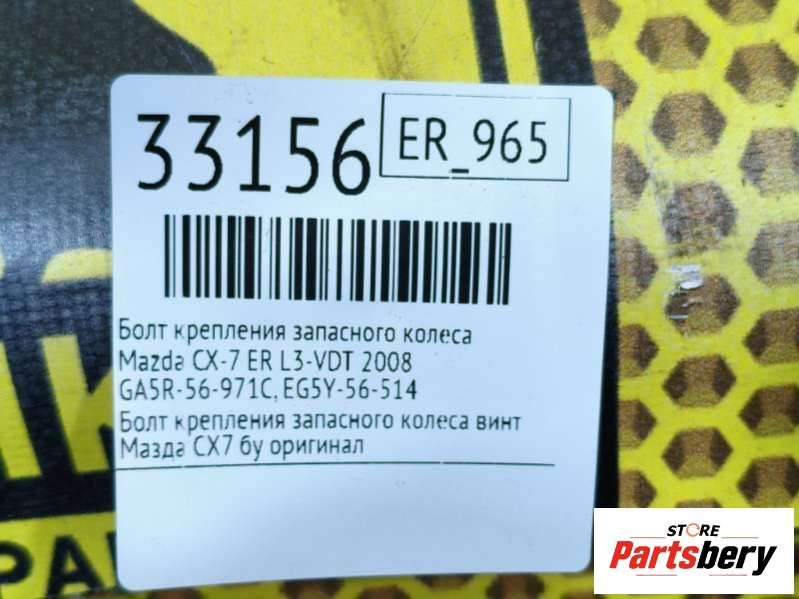 33156
ER_965
Болт крепления запасного колеса
Mazda CX-7 ER L3-VDT 2008
GA5R-56-971C, EG5Y-56-514
Болт крепления запасного колеса винт
Мазда СХ7 бу оригинал
STORE
Partsbery